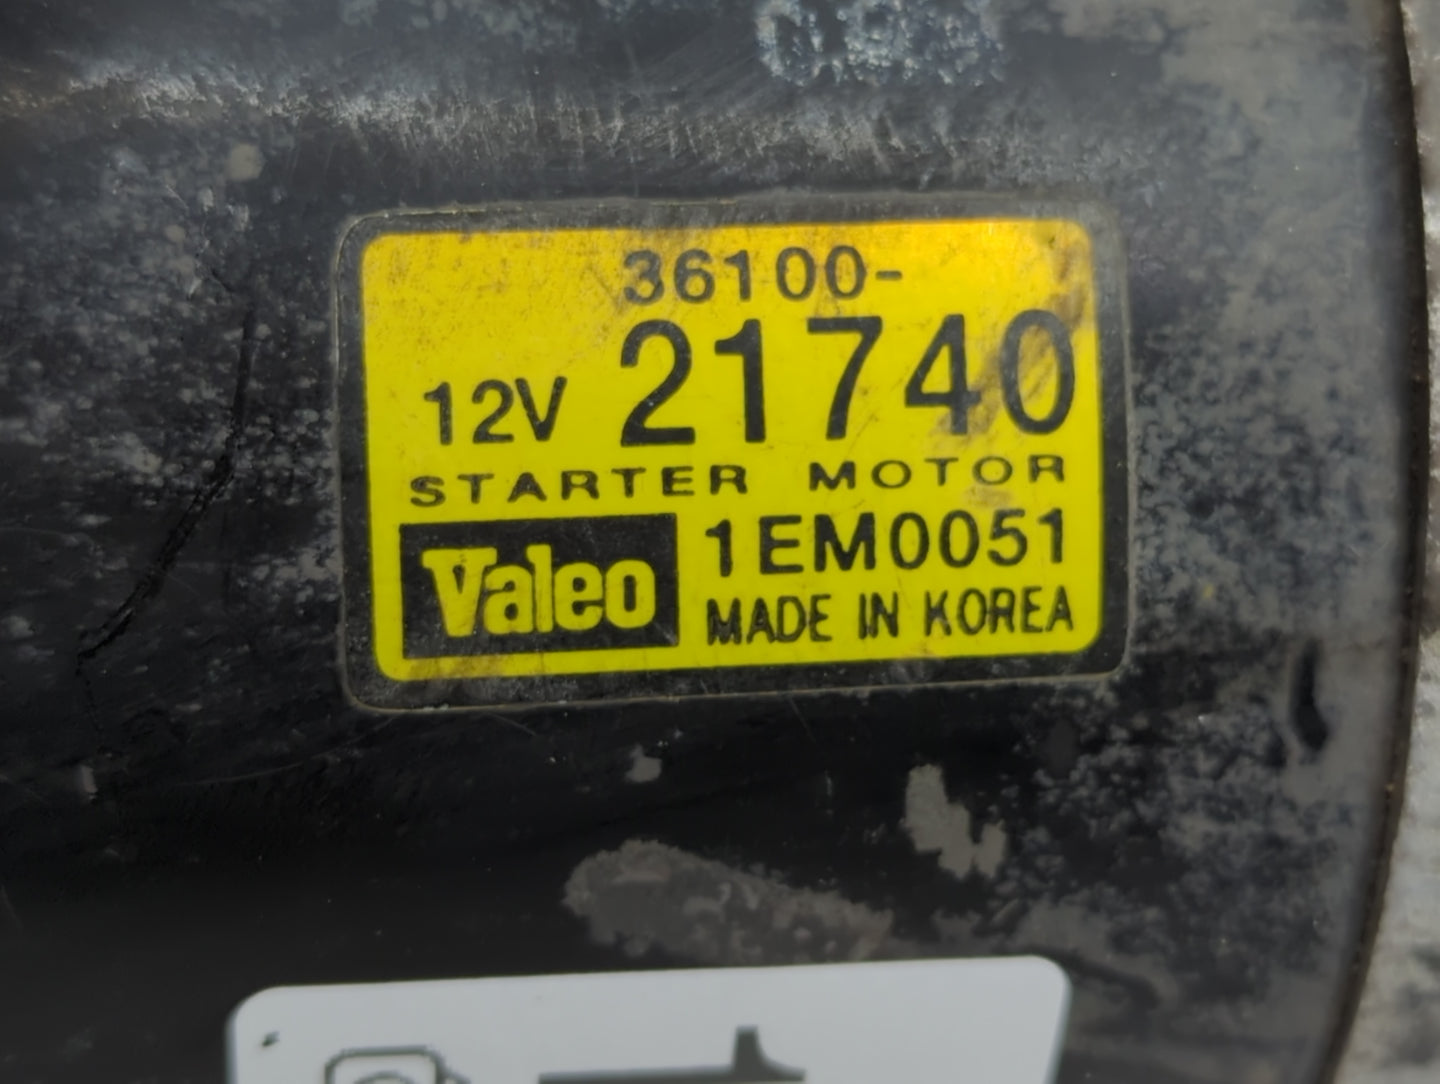 36100-
12V 21740
STARTER MOTOR
Valeo 1EM0051
MADE IN KOREA